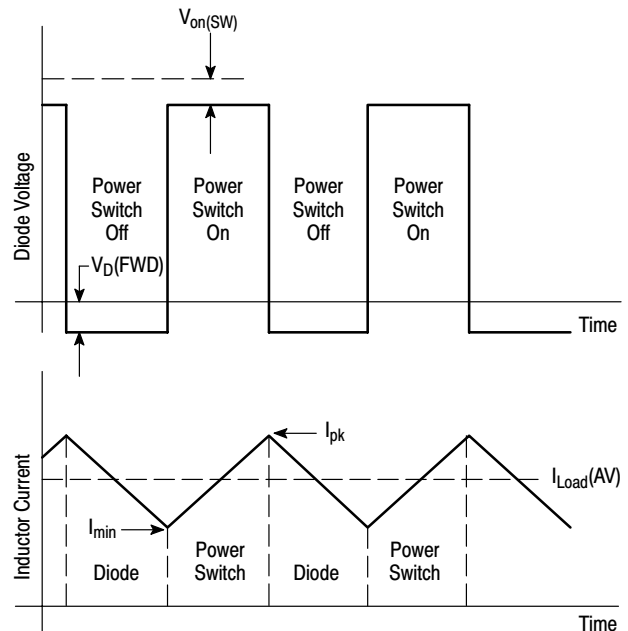 Von(SW)
Diode Voltage
Power
Switch
Off
Power
Switch
On
Power
Switch
Off
Power
Switch
On
VD(FWD)
Time
Inductor Current
Ipk
ILoad(AV)
Imin
Diode
Power
Switch
Diode
Power
Switch
Time